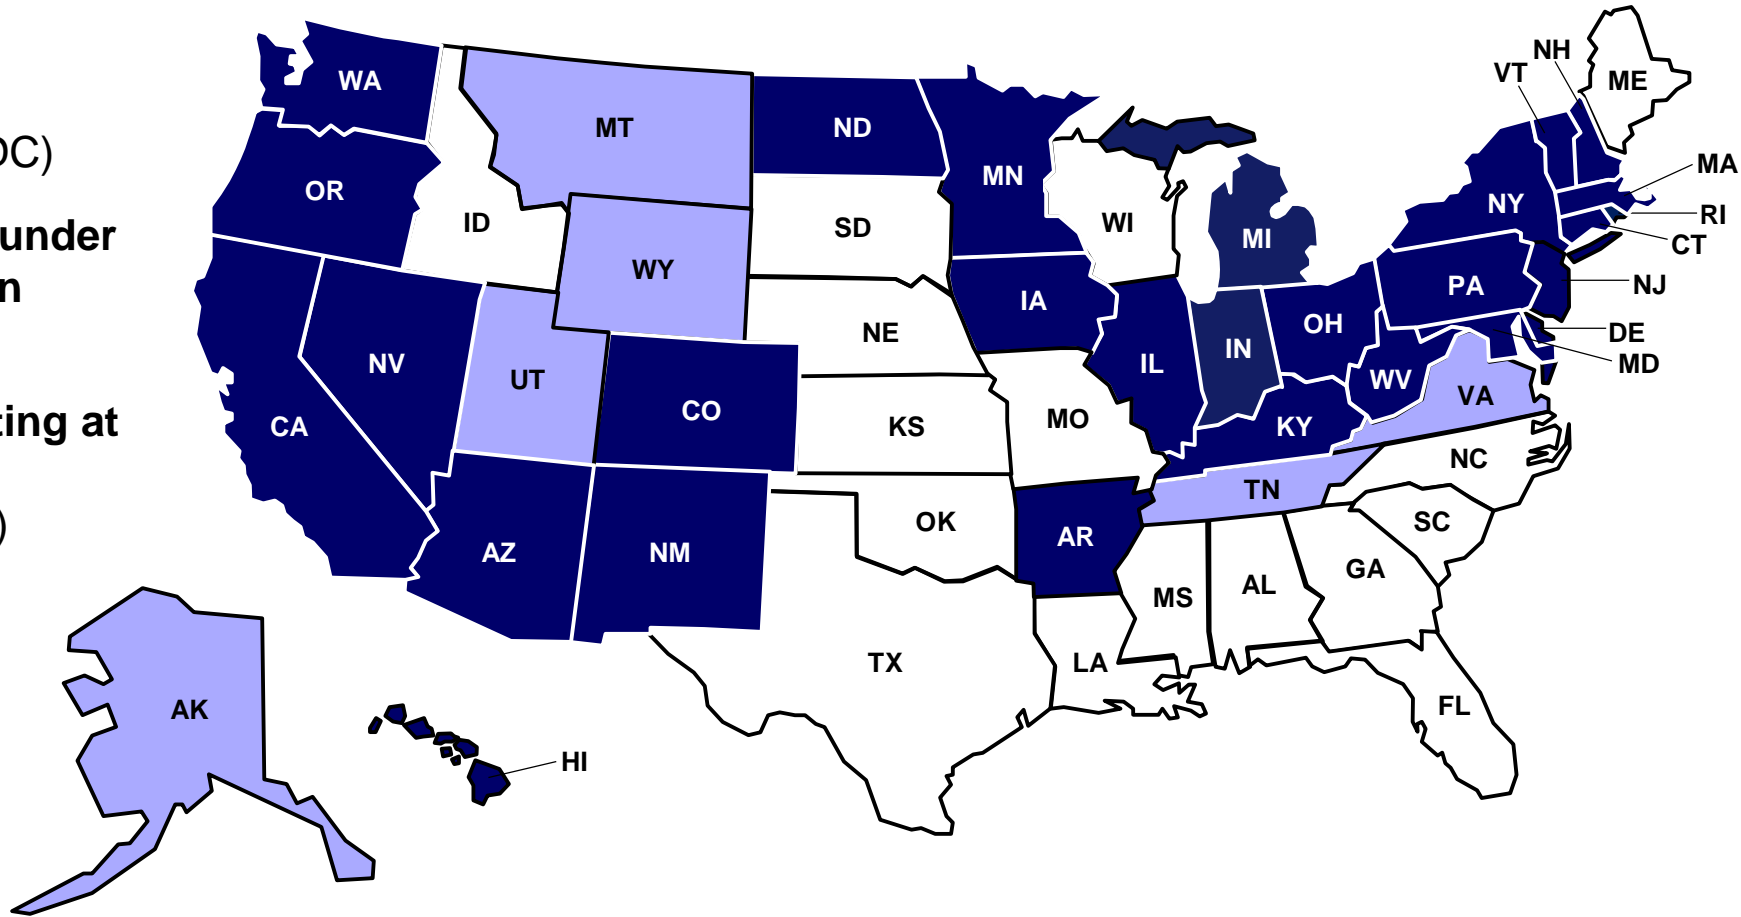 DC)
under
n
ting at
)
WA
OR
CA
NV
ID
MT
WY
UT
AZ
CO
NM
ND
SD
NE
KS
OK
TX
MN
IA
MO
AR
LA
WI
IL
MI
IN
OH
KY
TN
MS
AL
GA
FL
SC
NC
VA
WV
PA
NY
VT
NH
ME
MA
RI
CT
NJ
DE
MD
AK
HI